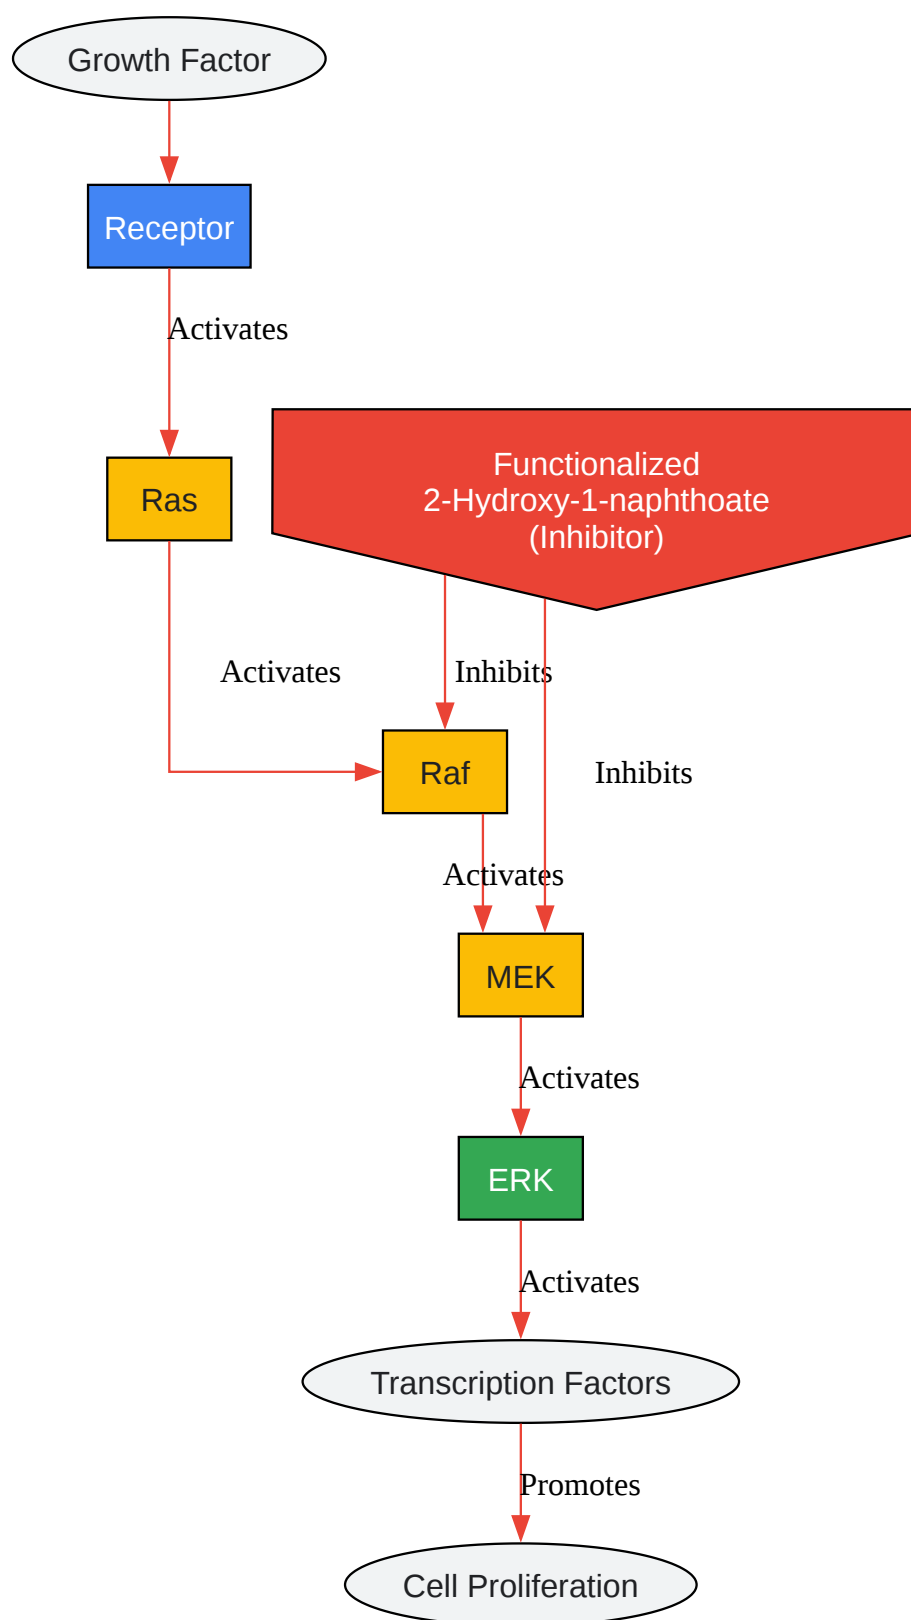 Growth Factor
Receptor
Activates
Functionalized
2-Hydroxy-1-naphthoate
(Inhibitor)
Ras
Activates
Inhibits
Raf
Inhibits
Activates
MEK
Activates
ERK
Activates
Transcription Factors
Promotes
Cell Proliferation